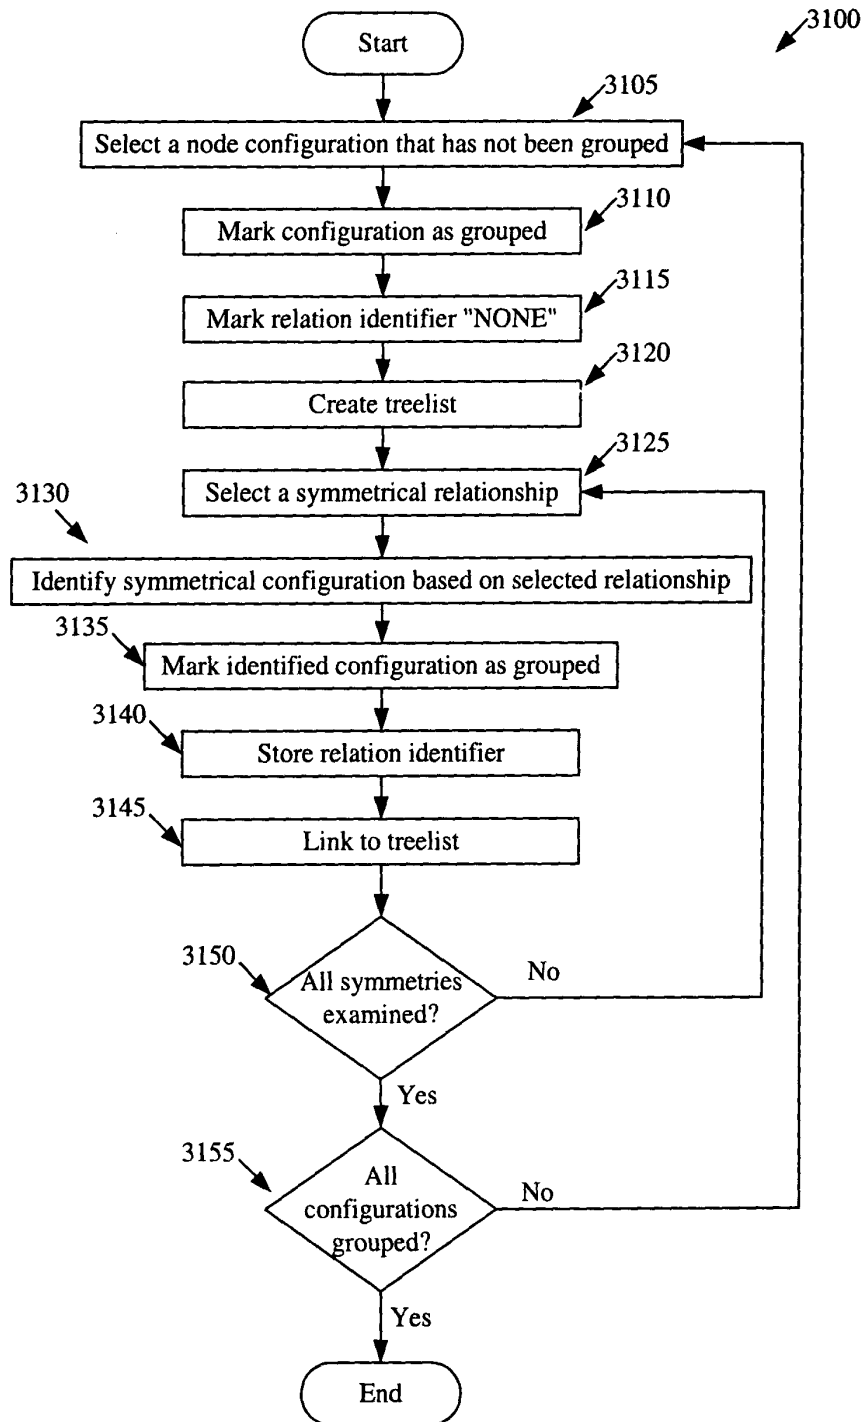 Start
3100
3105
Select a node configuration that has not been grouped
3110
Mark configuration as grouped
3115
Mark relation identifier "NONE"
3120
Create treelist
3125
Select a symmetrical relationship
3130
Identify symmetrical configuration based on selected relationship
3135
Mark identified configuration as grouped
3140
Store relation identifier
3145
Link to treelist
3150
All symmetries
examined?
No
Yes
3155
All
configurations
grouped?
No
Yes
End